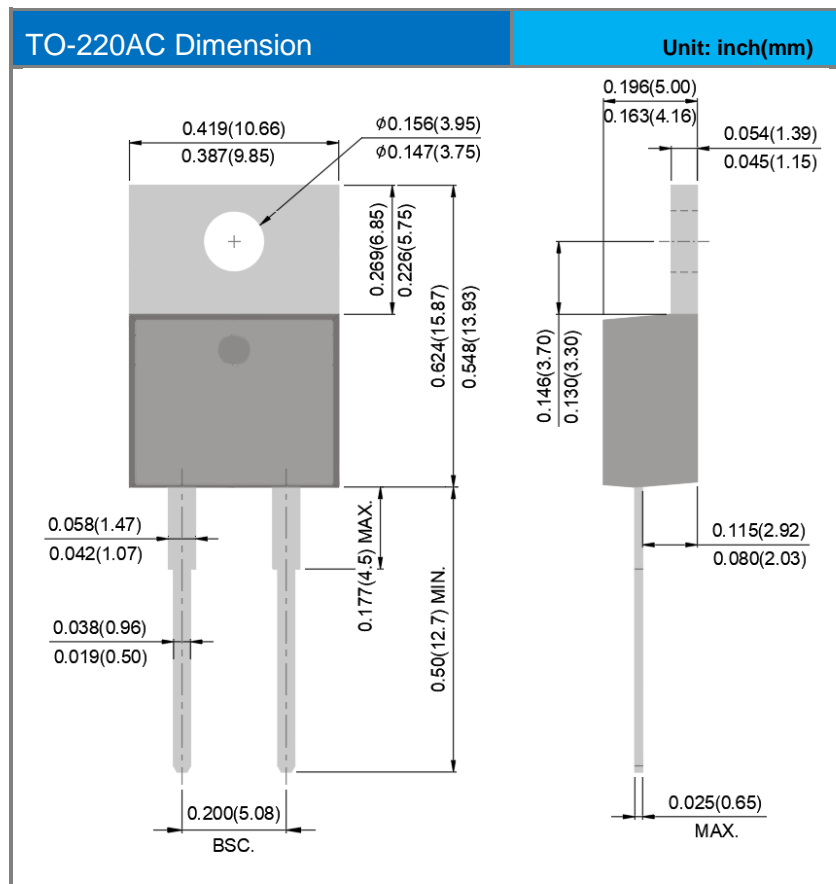 TO-220AC Dimension
Unit: inch(mm)
0.419(10.66)
0.387(9.85)
ø0.156(3.95)
ø0.147(3.75)
0.196(5.00)
0.163(4.16)
0.054(1.39)
0.045(1.15)
0.269(6.85)
0.226(5.75)
0.624(15.87)
0.548(13.93)
0.146(3.70)
0.130(3.30)
0.058(1.47)
0.042(1.07)
0.177(4.5) MAX.
0.115(2.92)
0.080(2.03)
0.038(0.96)
0.019(0.50)
0.50(12.7) MIN.
0.200(5.08)
BSC.
0.025(0.65)
MAX.